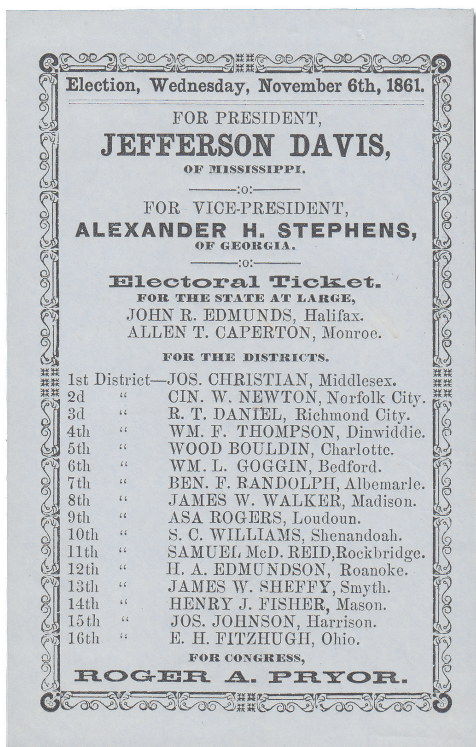 Election, Wednesday, November 6th, 1861.
FOR PRESIDENT,
JEFFERSON DAVIS,
OF MISSISSIPPI.
:o:
FOR VICE-PRESIDENT,
ALEXANDER H. STEPHENS,
OF GEORGIA.
:o:
Electoral Ticket.
FOR THE STATE AT LARGE,
JOHN R. EDMUNDS, Halifax.
ALLEN T. CAPERTON, Monroe.
FOR THE DISTRICTS.
1st District—JOS. CHRISTIAN, Middlesex.
2d “ CIN. W. NEWTON, Norfolk City.
3d “ R. T. DANIEL, Richmond City.
4th “ WM. F. THOMPSON, Dinwiddie.
5th “ WOOD BOULDIN, Charlotte.
6th “ WM. L. GOGGIN, Bedford.
7th “ BEN. F. RANDOLPH, Albemarle.
8th “ JAMES W. WALKER, Madison.
9th “ ASA ROGERS, Loudoun.
10th “ S. C. WILLIAMS, Shenandoah.
11th “ SAMUEL McD. REID,Rockbridge.
12th “ H. A. EDMUNDSON, Roanoke.
13th “ JAMES W. SHEFFY, Smyth.
14th “ HENRY J. FISHER, Mason.
15th “ JOS. JOHNSON, Harrison.
16th “ E. H. FITZHUGH, Ohio.
FOR CONGRESS,
ROGER A. PRYOR.